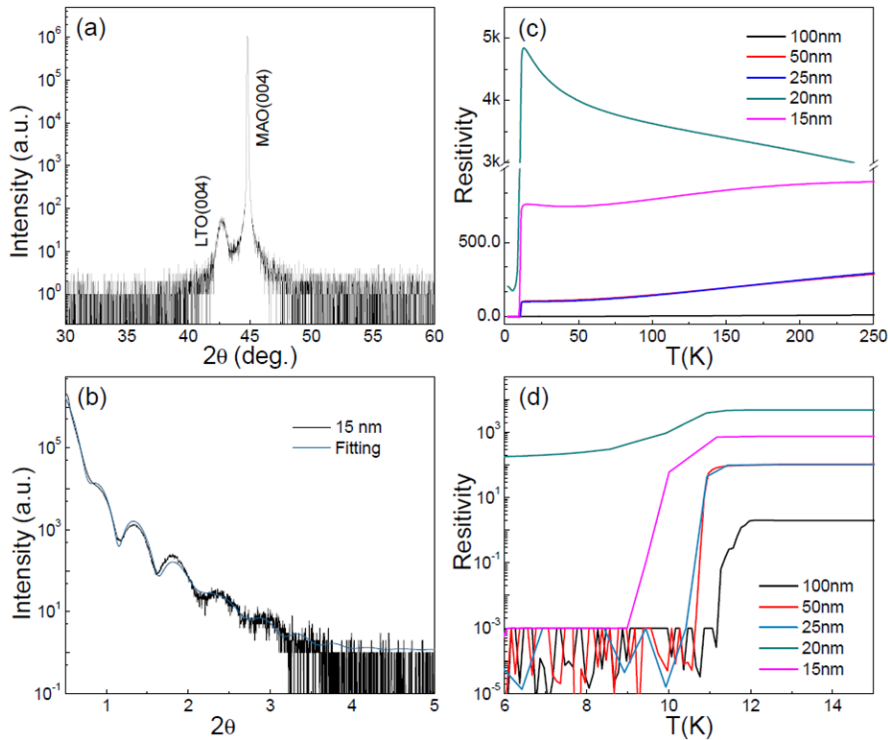 (a)
10^6
10^5
10^4
10^3
10^2
10^1
10^0
Intensity (a.u.)
LTO(004)
MAO(004)
30 35 40 45 50 55 60
2θ (deg.)
(c)
100nm
50nm
25nm
20nm
15nm
5k
4k
3k
500.0
0.0
Resitivity
0 50 100 150 200 250
T(K)
(b)
15 nm
Fitting
10^5
10^3
10^1
10^-1
Intensity (a.u.)
1 2 3 4 5
2θ
(d)
10^3
10^1
10^-1
10^-3
10^-5
Resitivity
100nm
50nm
25nm
20nm
15nm
6 8 10 12 14
T(K)